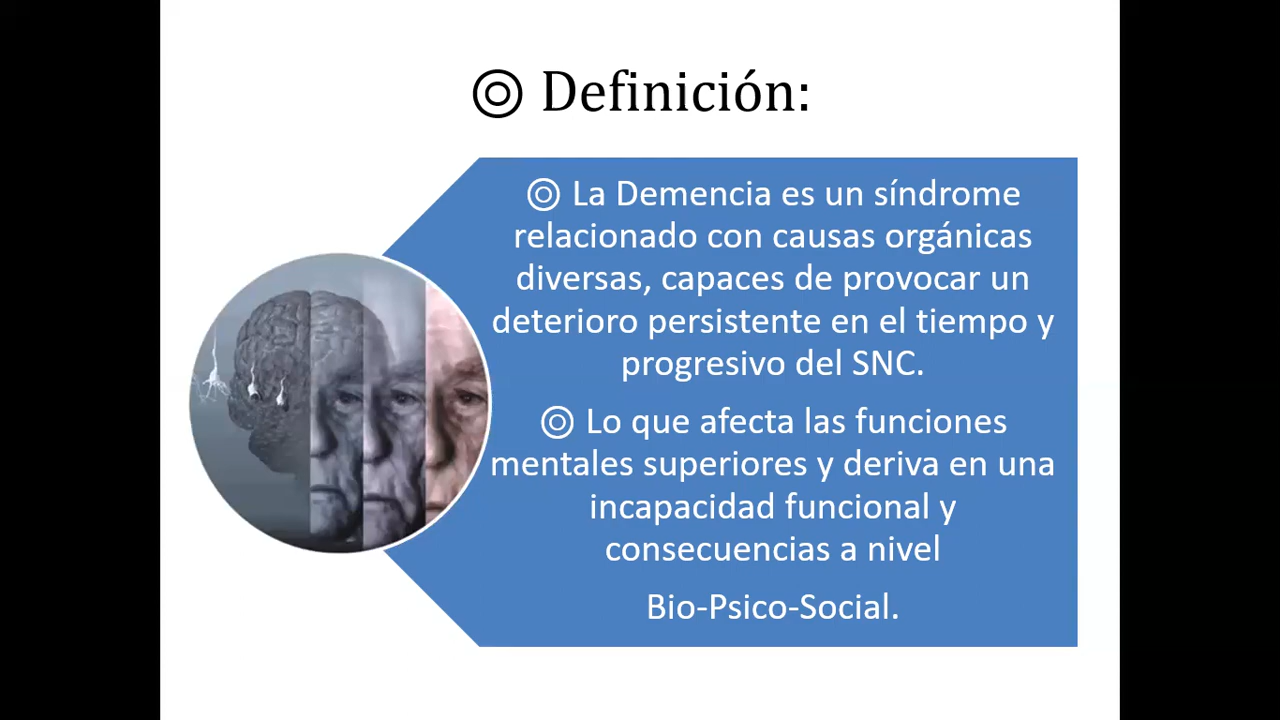 ◎ Definición:
◎ La Demencia es un síndrome
relacionado con causas orgánicas
diversas, capaces de provocar un
deterioro persistente en el tiempo y
progresivo del SNC.
◎ Lo que afecta las funciones
mentales superiores y deriva en una
incapacidad funcional y
consecuencias a nivel
Bio-Psico-Social.